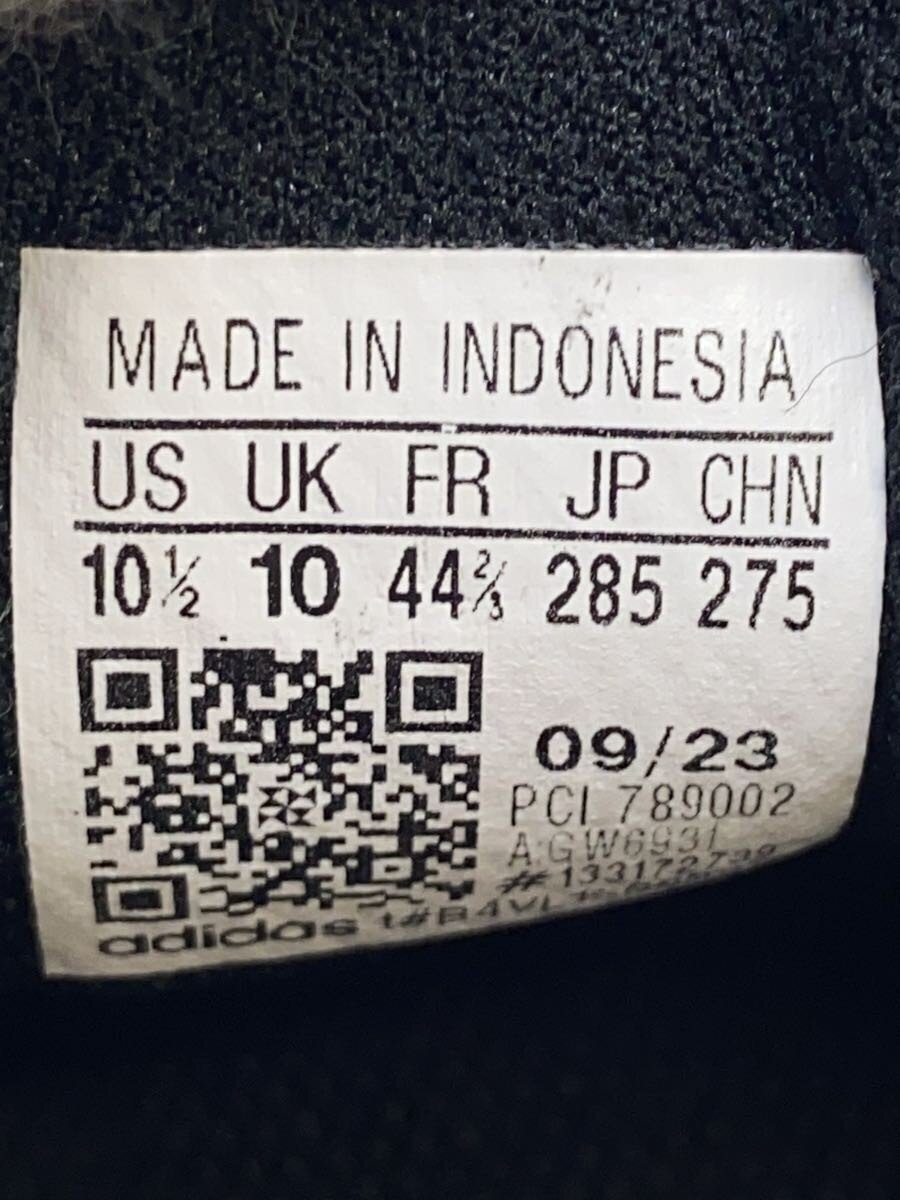 MADE IN INDONESIA
US UK FR JP CHN
10½ 10 44⅔ 285 275
09/23
PCI 789002
A:GW6931
# 133172739
adidas